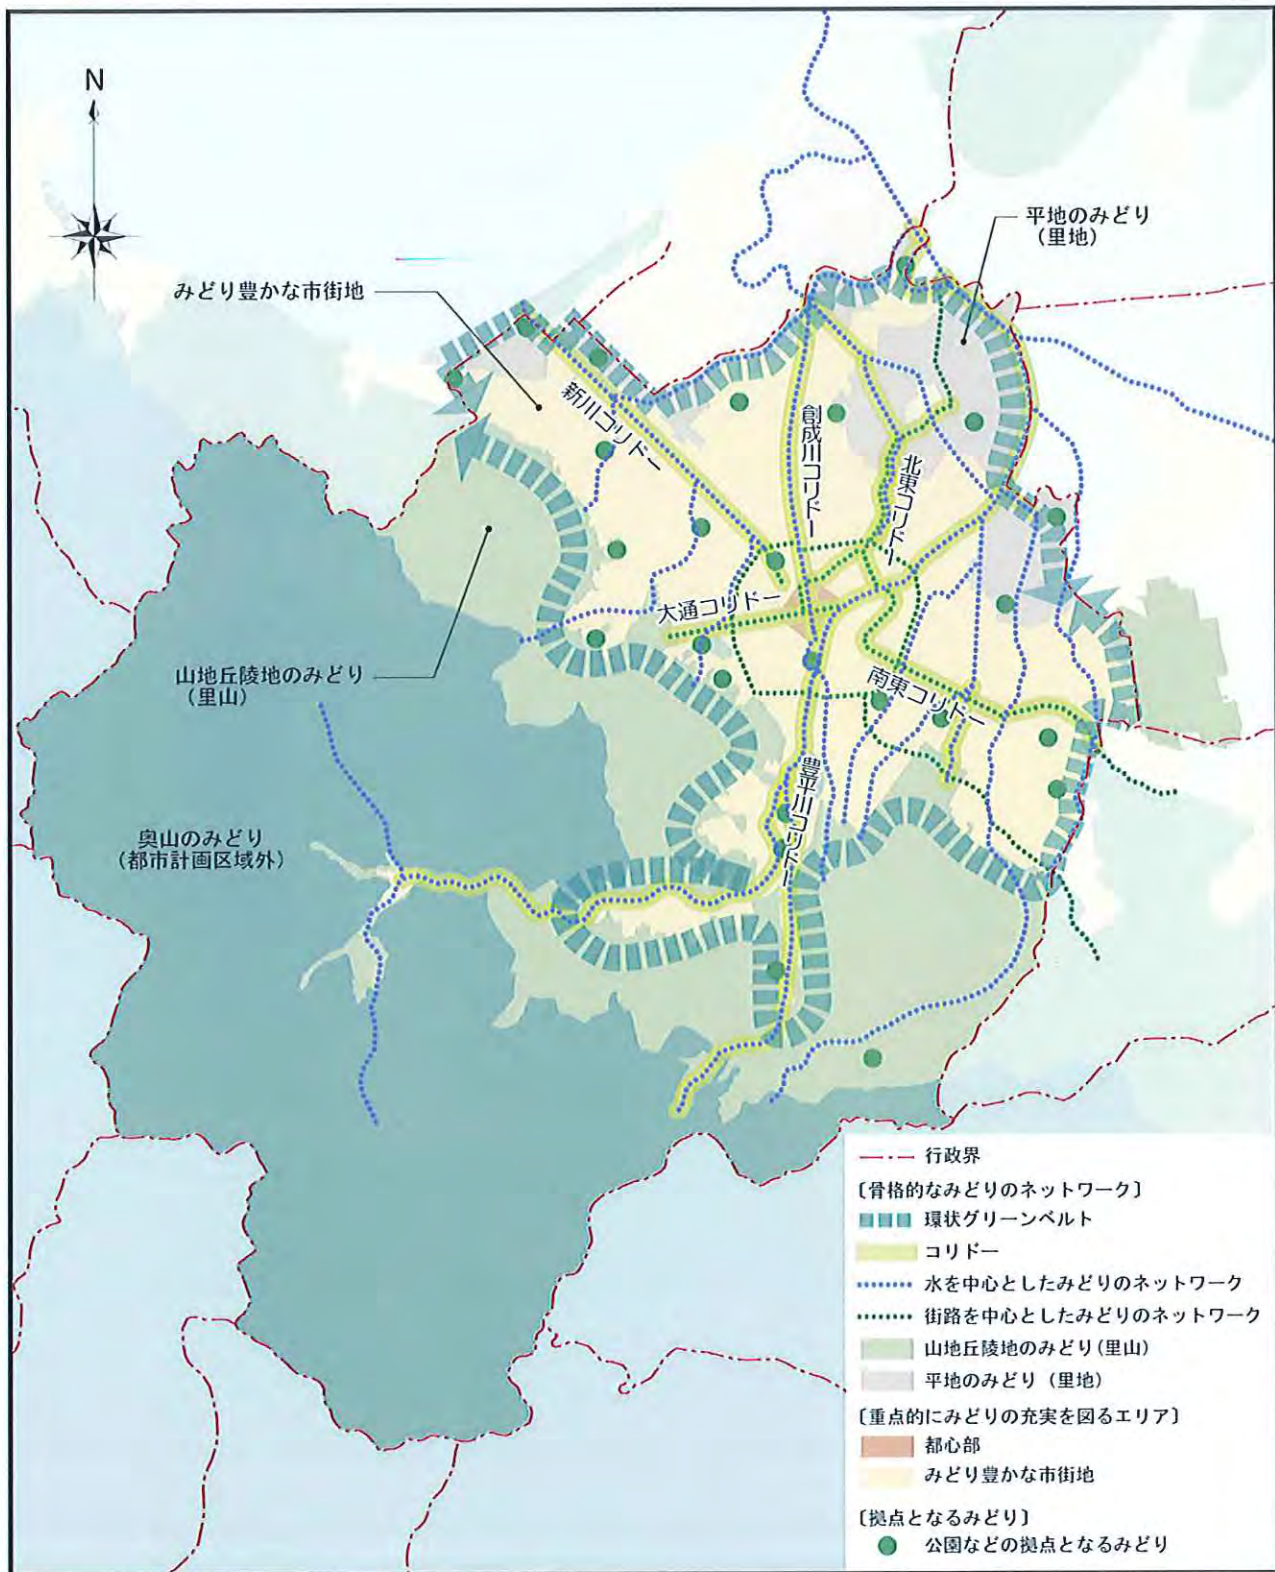 N
平地のみどり
（里地）
みどり豊かな市街地
新川コリドー
創成川コリドー
北東コリドー
大通コリドー
山地丘陵地のみどり
（里山）
南東コリドー
豊平川コリドー
奥山のみどり
（都市計画区域外）
行政界
〔骨格的なみどりのネットワーク〕
環状グリーンベルト
コリドー
水を中心としたみどりのネットワーク
街路を中心としたみどりのネットワーク
山地丘陵地のみどり（里山）
平地のみどり（里地）
〔重点的にみどりの充実を図るエリア〕
都心部
みどり豊かな市街地
〔拠点となるみどり〕
公園などの拠点となるみどり